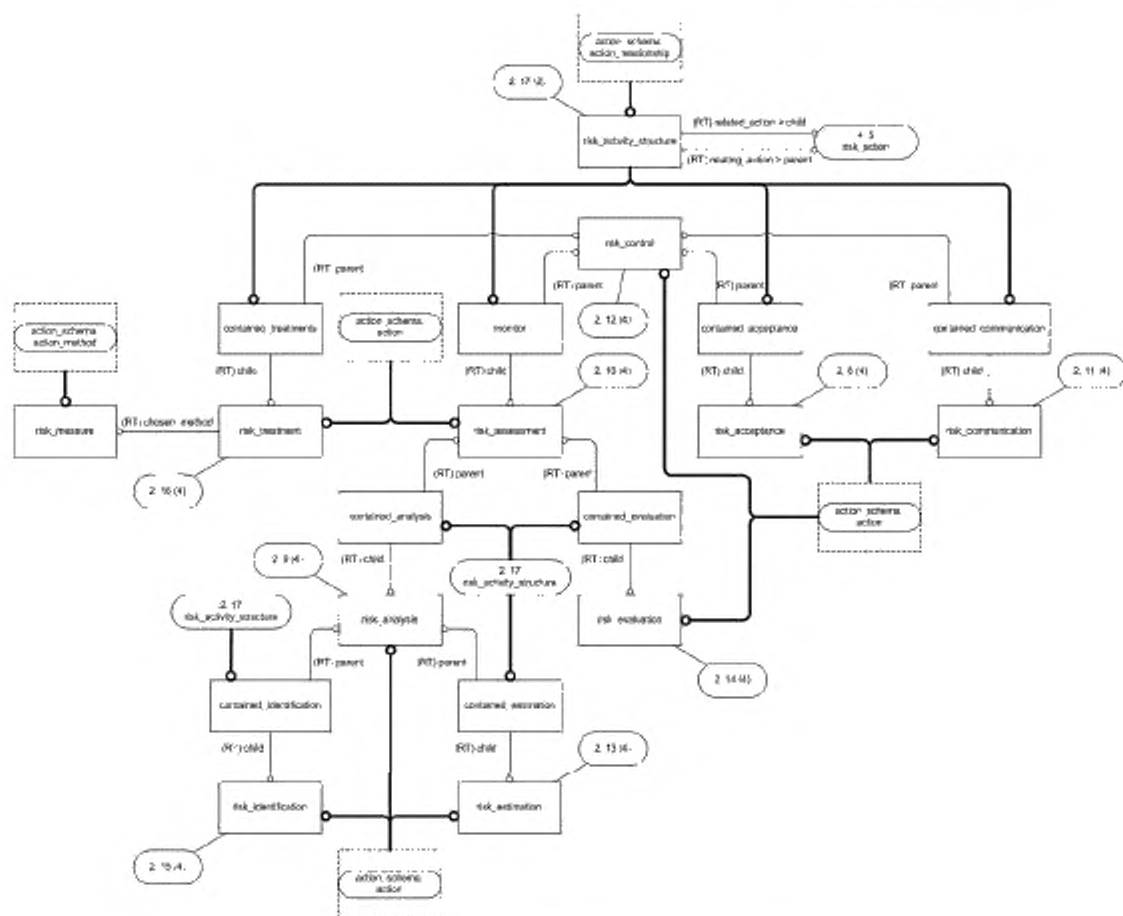 action_schema.
action_relationship
2, 17 (2)
risk_activity_structure
(RT) related_action > child
(RT) relating_action > parent
4, 5
risk_action
risk_control
(RT) parent
(RT) parent
(RT) parent
(RT) parent
2, 12 (4)
contained_treatments
action_schema.
action
monitor
contained_acceptance
contained_communication
action_schema.
action_method
(RT) child
(RT) child
2, 10 (4)
(RT) child
2, 8 (4)
(RT) child
2, 11 (4)
risk_measure
(RT) chosen_method
risk_treatment
risk_assessment
risk_acceptance
risk_communication
2, 16 (4)
(RT) parent
(RT) parent
contained_analysis
contained_evaluation
action_schema.
action
2, 9 (4)
(RT) child
2, 17
risk_activity_structure
(RT) child
2, 17
risk_activity_structure
risk_analysis
risk_evaluation
(RT) parent
(RT) parent
2, 14 (4)
contained_identification
contained_estimation
(RT) child
(RT) child
2, 13 (4)
risk_identification
risk_estimation
2, 15 (4)
action_schema.
action